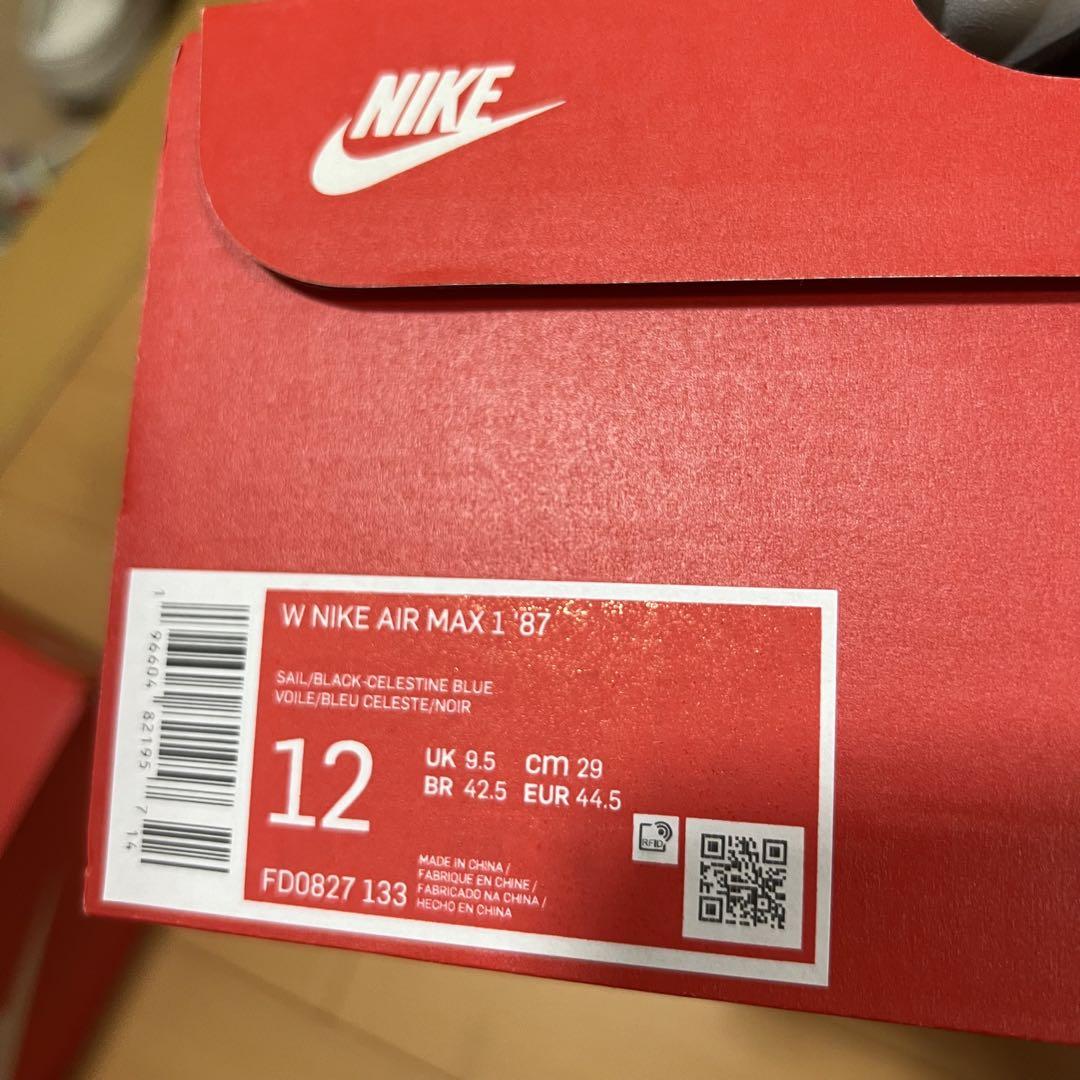 NIKE
W NIKE AIR MAX 1 '87
SAIL/BLACK-CELESTINE BLUE
VOILE/BLEU CELESTE/NOIR
12
UK 9.5 cm 29
BR 42.5 EUR 44.5
RFID
FD0827 133
MADE IN CHINA /
FABRIQUE EN CHINE /
FABRICADO NA CHINA /
HECHO EN CHINA
1 96604 82195 7 14